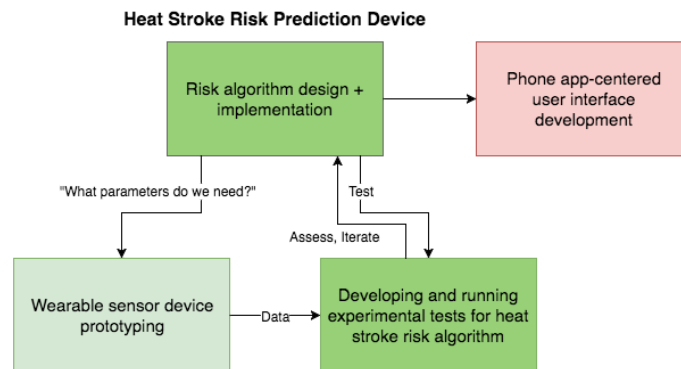 Heat Stroke Risk Prediction Device
Risk algorithm design +
implementation
Phone app-centered
user interface
development
"What parameters do we need?"
Test
Assess, Iterate
Wearable sensor device
prototyping
Data
Developing and running
experimental tests for heat
stroke risk algorithm